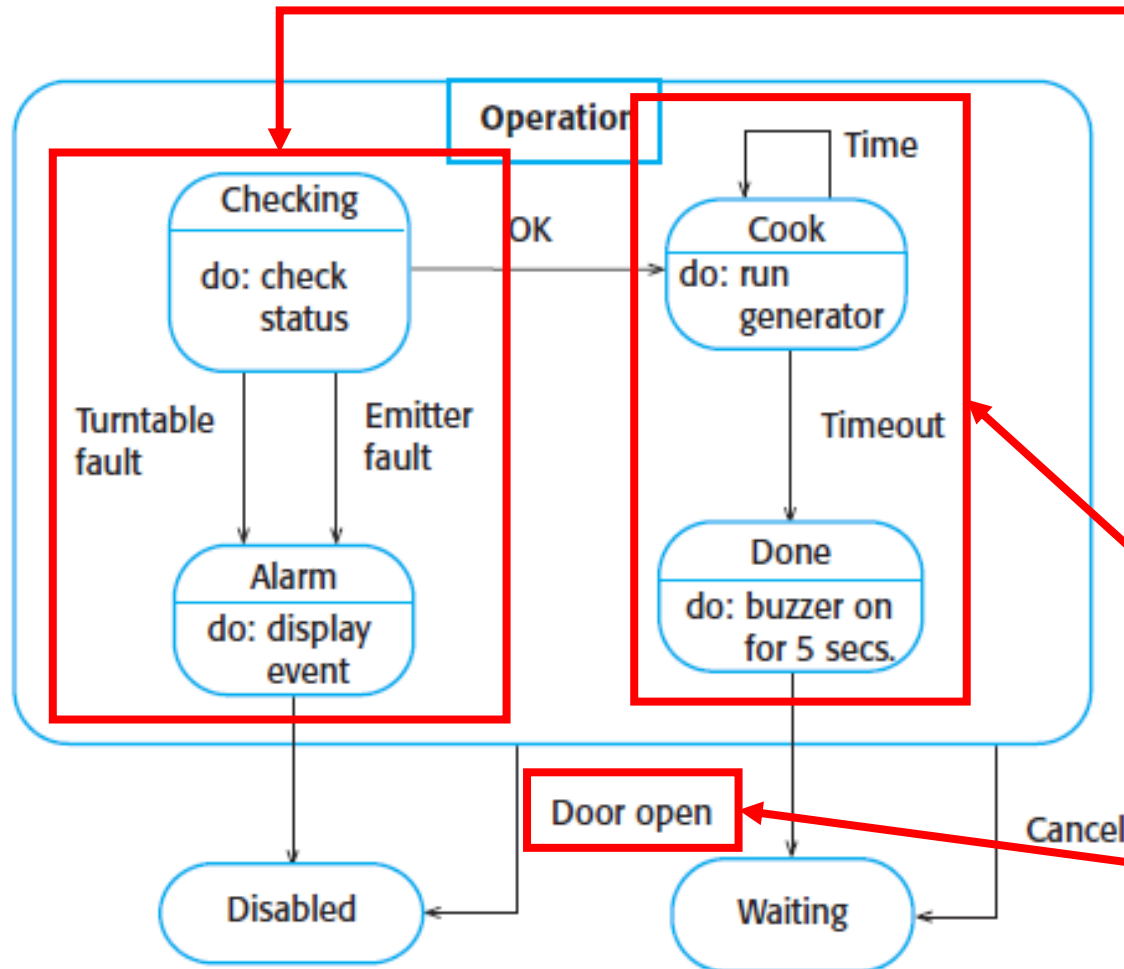 Operation
Checking
do: check
status
OK
Time
Cook
do: run
generator
Turntable
fault
Emitter
fault
Timeout
Alarm
do: display
event
Done
do: buzzer on
for 5 secs.
Door open
Cancel
Disabled
Waiting